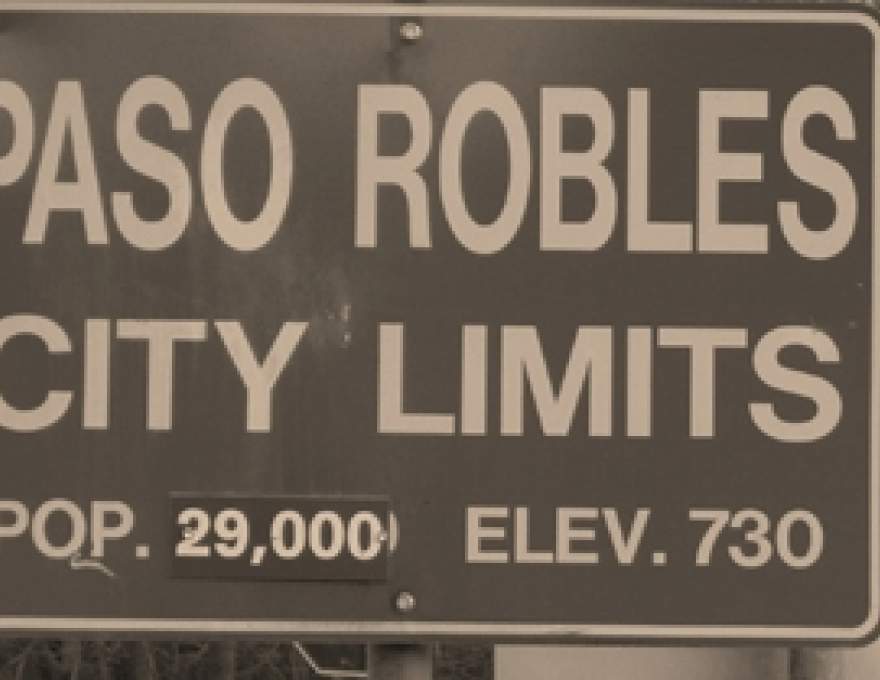 PASO ROBLES
CITY LIMITS
POP. 29,000 ELEV. 730